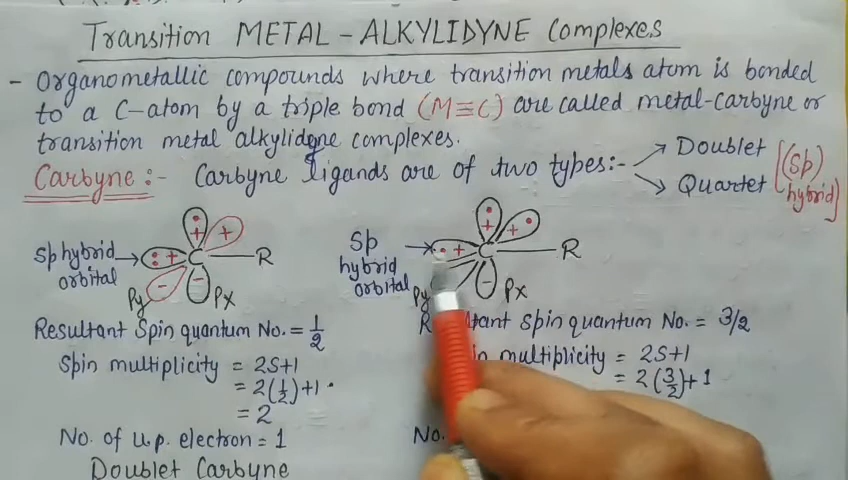 Transition METAL - ALKYLIDYNE Complexes
- Organometallic compounds where transition metals atom is bonded
to a C-atom by a triple bond (M≡C) are called metal-carbyne or
transition metal alkylidyne complexes.
Carbyne:- Carbyne ligands are of two types:- Doublet
Quartet
(Sp)
hybrid
Sp hybrid
orbital
+ + C R
- -
Py Px
Resultant Spin quantum No. = 1/2
Spin multiplicity = 2S+1
= 2(1/2)+1
= 2
No. of u.p. electron = 1
Doublet Carbyne
Sp
hybrid
orbital
+ + + C R
-
Py Px
spin quantum No. = 3/2
multiplicity = 2S+1
= 2(3/2)+1
No.